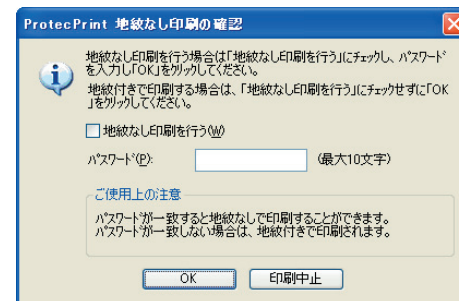 ProtecPrint 地紋なし印刷の確認
地紋なし印刷を行う場合は「地紋なし印刷を行う」にチェックし、パスワード
を入力し「OK」をクリックしてください。
地紋付きで印刷する場合は、「地紋なし印刷を行う」にチェックせずに「OK
」をクリックしてください。
地紋なし印刷を行う(W)
パスワード(P):
(最大10文字)
ご使用上の注意
パスワードが一致すると地紋なしで印刷することができます。
パスワードが一致しない場合は、地紋付きで印刷されます。
OK
印刷中止